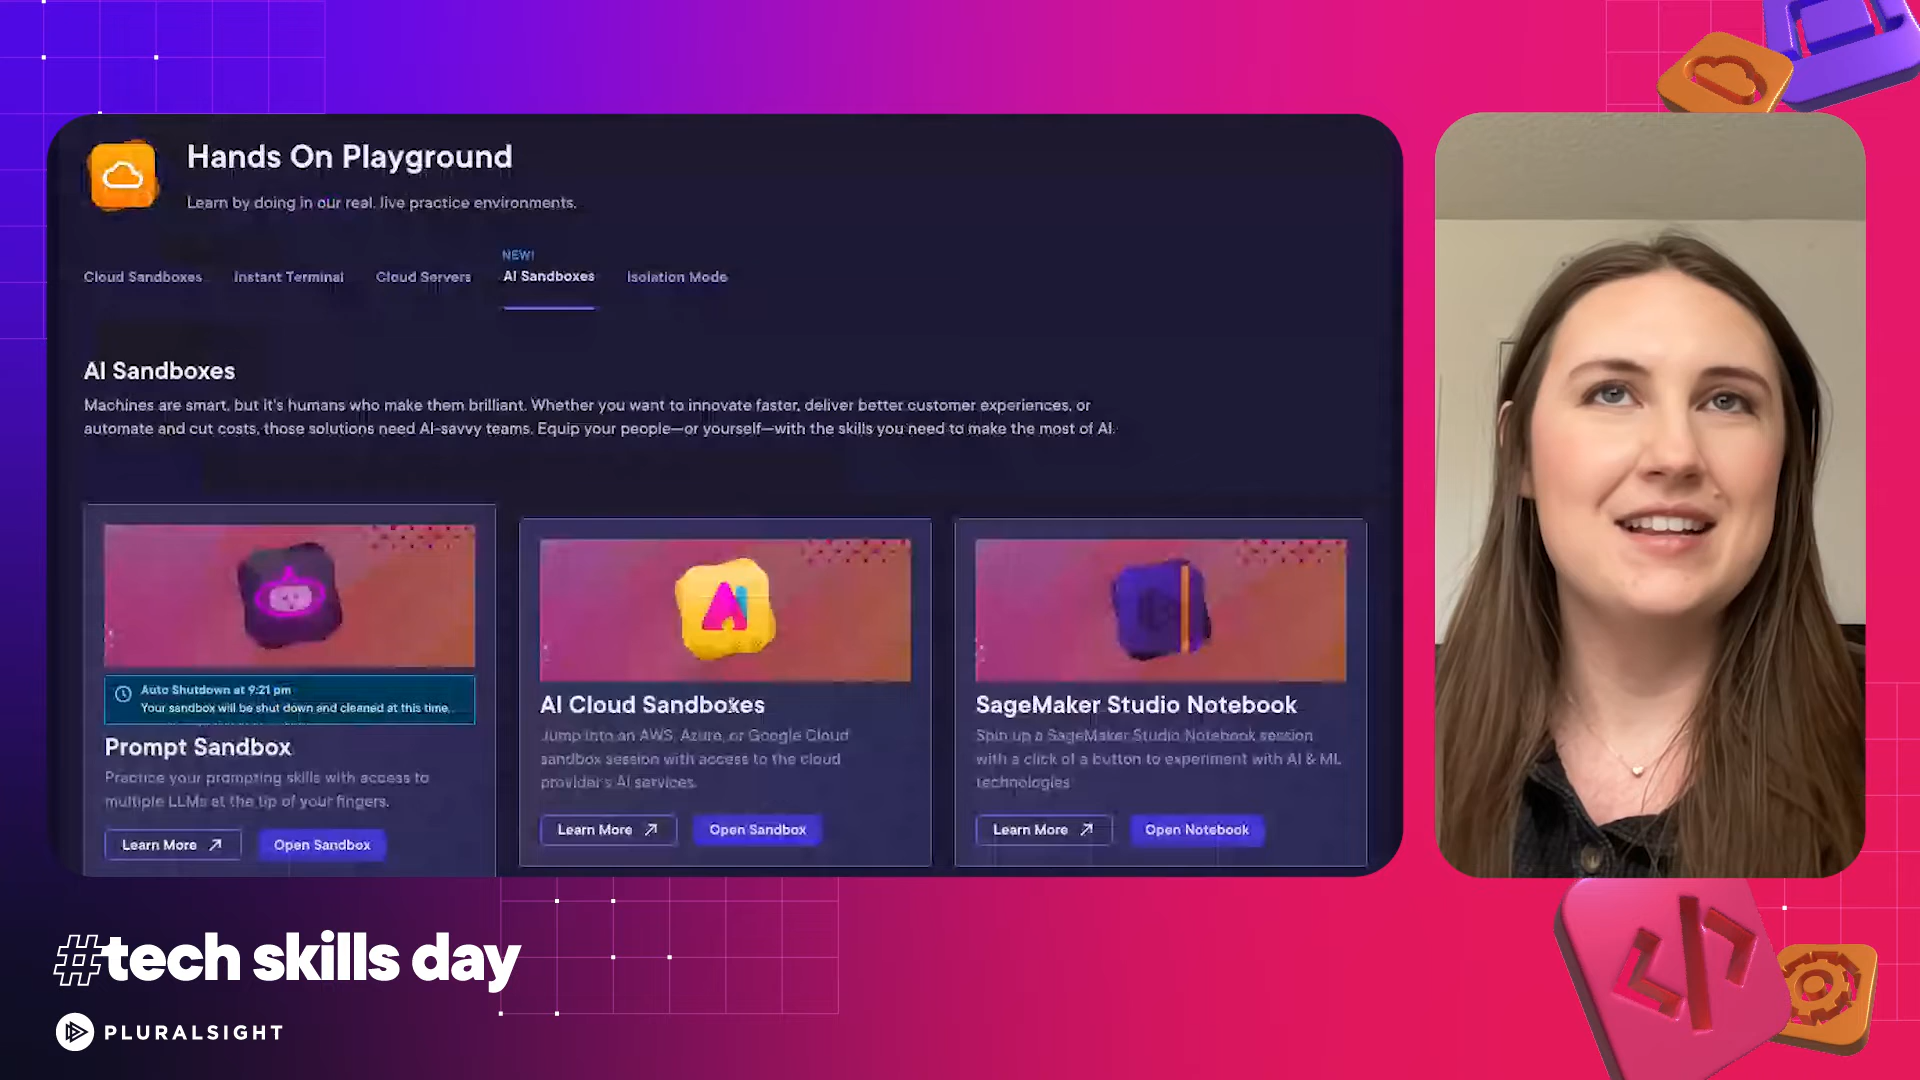 Hands On Playground
Learn by doing in our real, live practice environments.
NEW!
Cloud Sandboxes
Instant Terminal
Cloud Servers
AI Sandboxes
Isolation Mode
AI Sandboxes
Machines are smart, but it's humans who make them brilliant. Whether you want to innovate faster, deliver better customer experiences, or
automate and cut costs, those solutions need AI-savvy teams. Equip your people—or yourself—with the skills you need to make the most of AI.
Auto Shutdown at 9:21 pm
Your sandbox will be shut down and cleaned at this time.
Prompt Sandbox
Practice your prompting skills with access to
multiple LLMs at the tip of your fingers.
Learn More
Open Sandbox
AI Cloud Sandboxes
Jump into an AWS, Azure, or Google Cloud
sandbox session with access to the cloud
provider's AI services.
Learn More
Open Sandbox
SageMaker Studio Notebook
Spin up a SageMaker Studio Notebook session
with a click of a button to experiment with AI & ML
technologies
Learn More
Open Notebook
#tech skills day
PLURALSIGHT